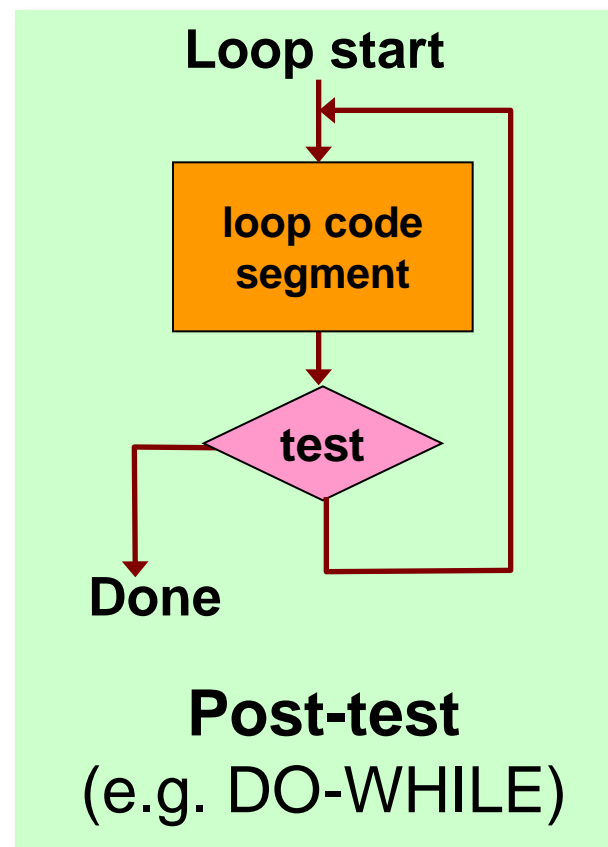 Loop start
loop code
segment
test
Done
Post-test
(e.g. DO-WHILE)